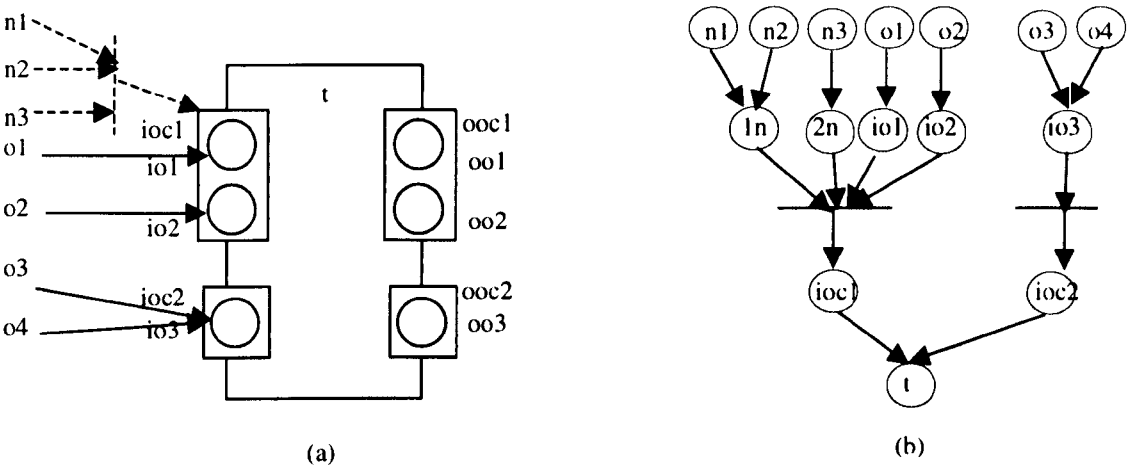 n1
n2
n3
o1
o2
o3
o4
t
ioc1
io1
io2
ioc2
io3
ooc1
oo1
oo2
ooc2
oo3
(a)
n1 n2 n3 o1 o2 o3 o4
1n 2n io1 io2 io3
ioc1 ioc2
t
(b)